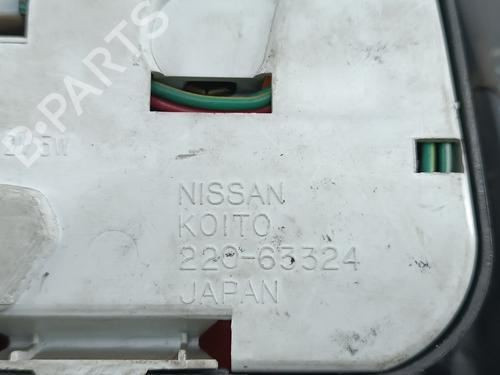 B-PARTS
NISSAN
KOITO
220-63324
JAPAN